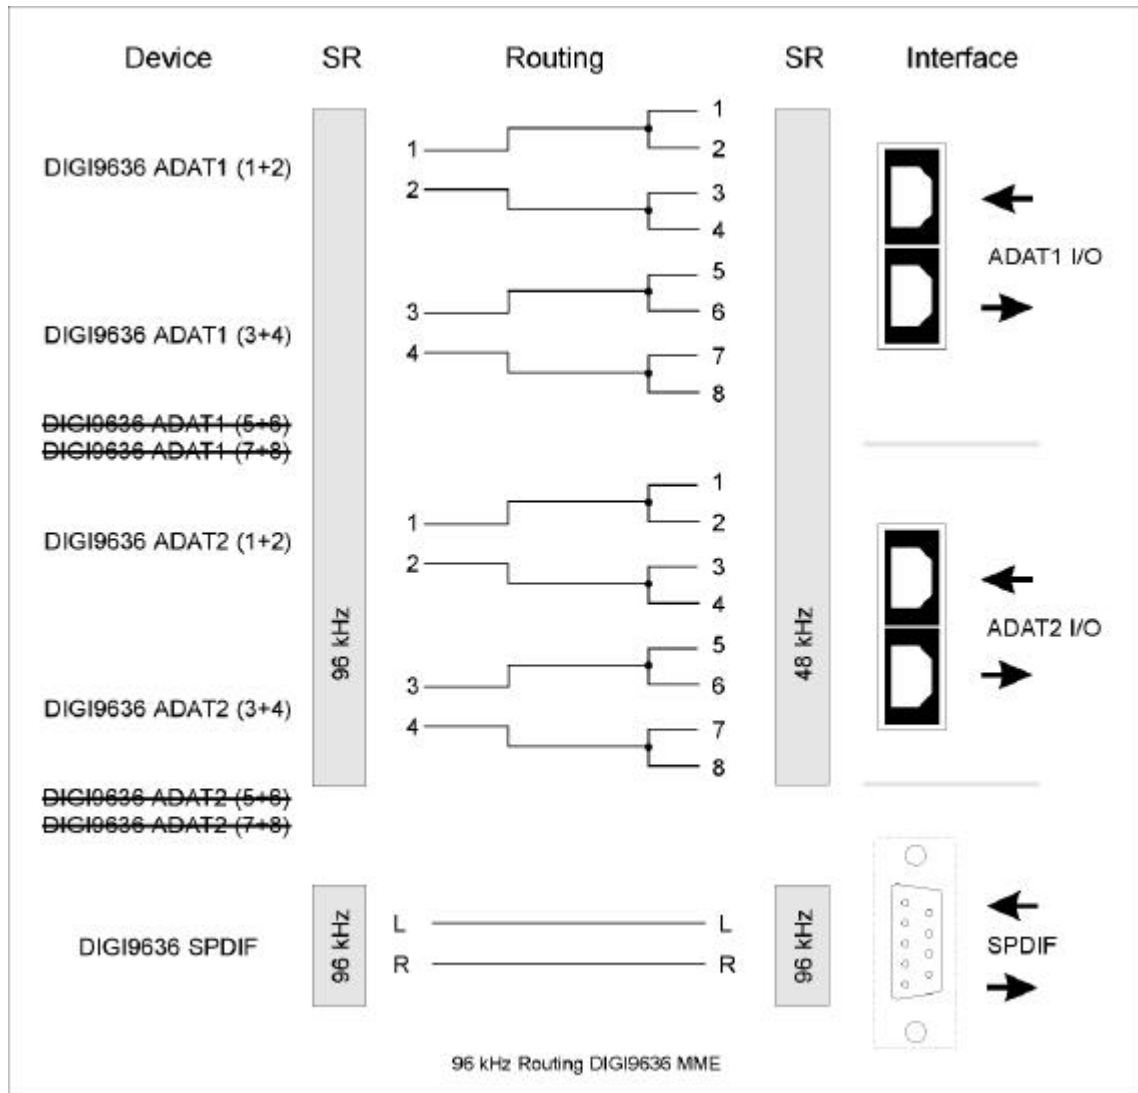 Device SR Routing SR Interface
1
1 2
DIGI9636 ADAT1 (1+2)
2 3
4
ADAT1 I/O
5
3 6
DIGI9636 ADAT1 (3+4)
4 7
8
DIGI9636 ADAT1 (5+6)
DIGI9636 ADAT1 (7+8)
1
1 2
DIGI9636 ADAT2 (1+2)
2 3
4
96 kHz 48 kHz
ADAT2 I/O
5
3 6
DIGI9636 ADAT2 (3+4)
4 7
8
DIGI9636 ADAT2 (5+6)
DIGI9636 ADAT2 (7+8)
L L
DIGI9636 SPDIF 96 kHz 96 kHz SPDIF
R R
96 kHz Routing DIGI9636 MME